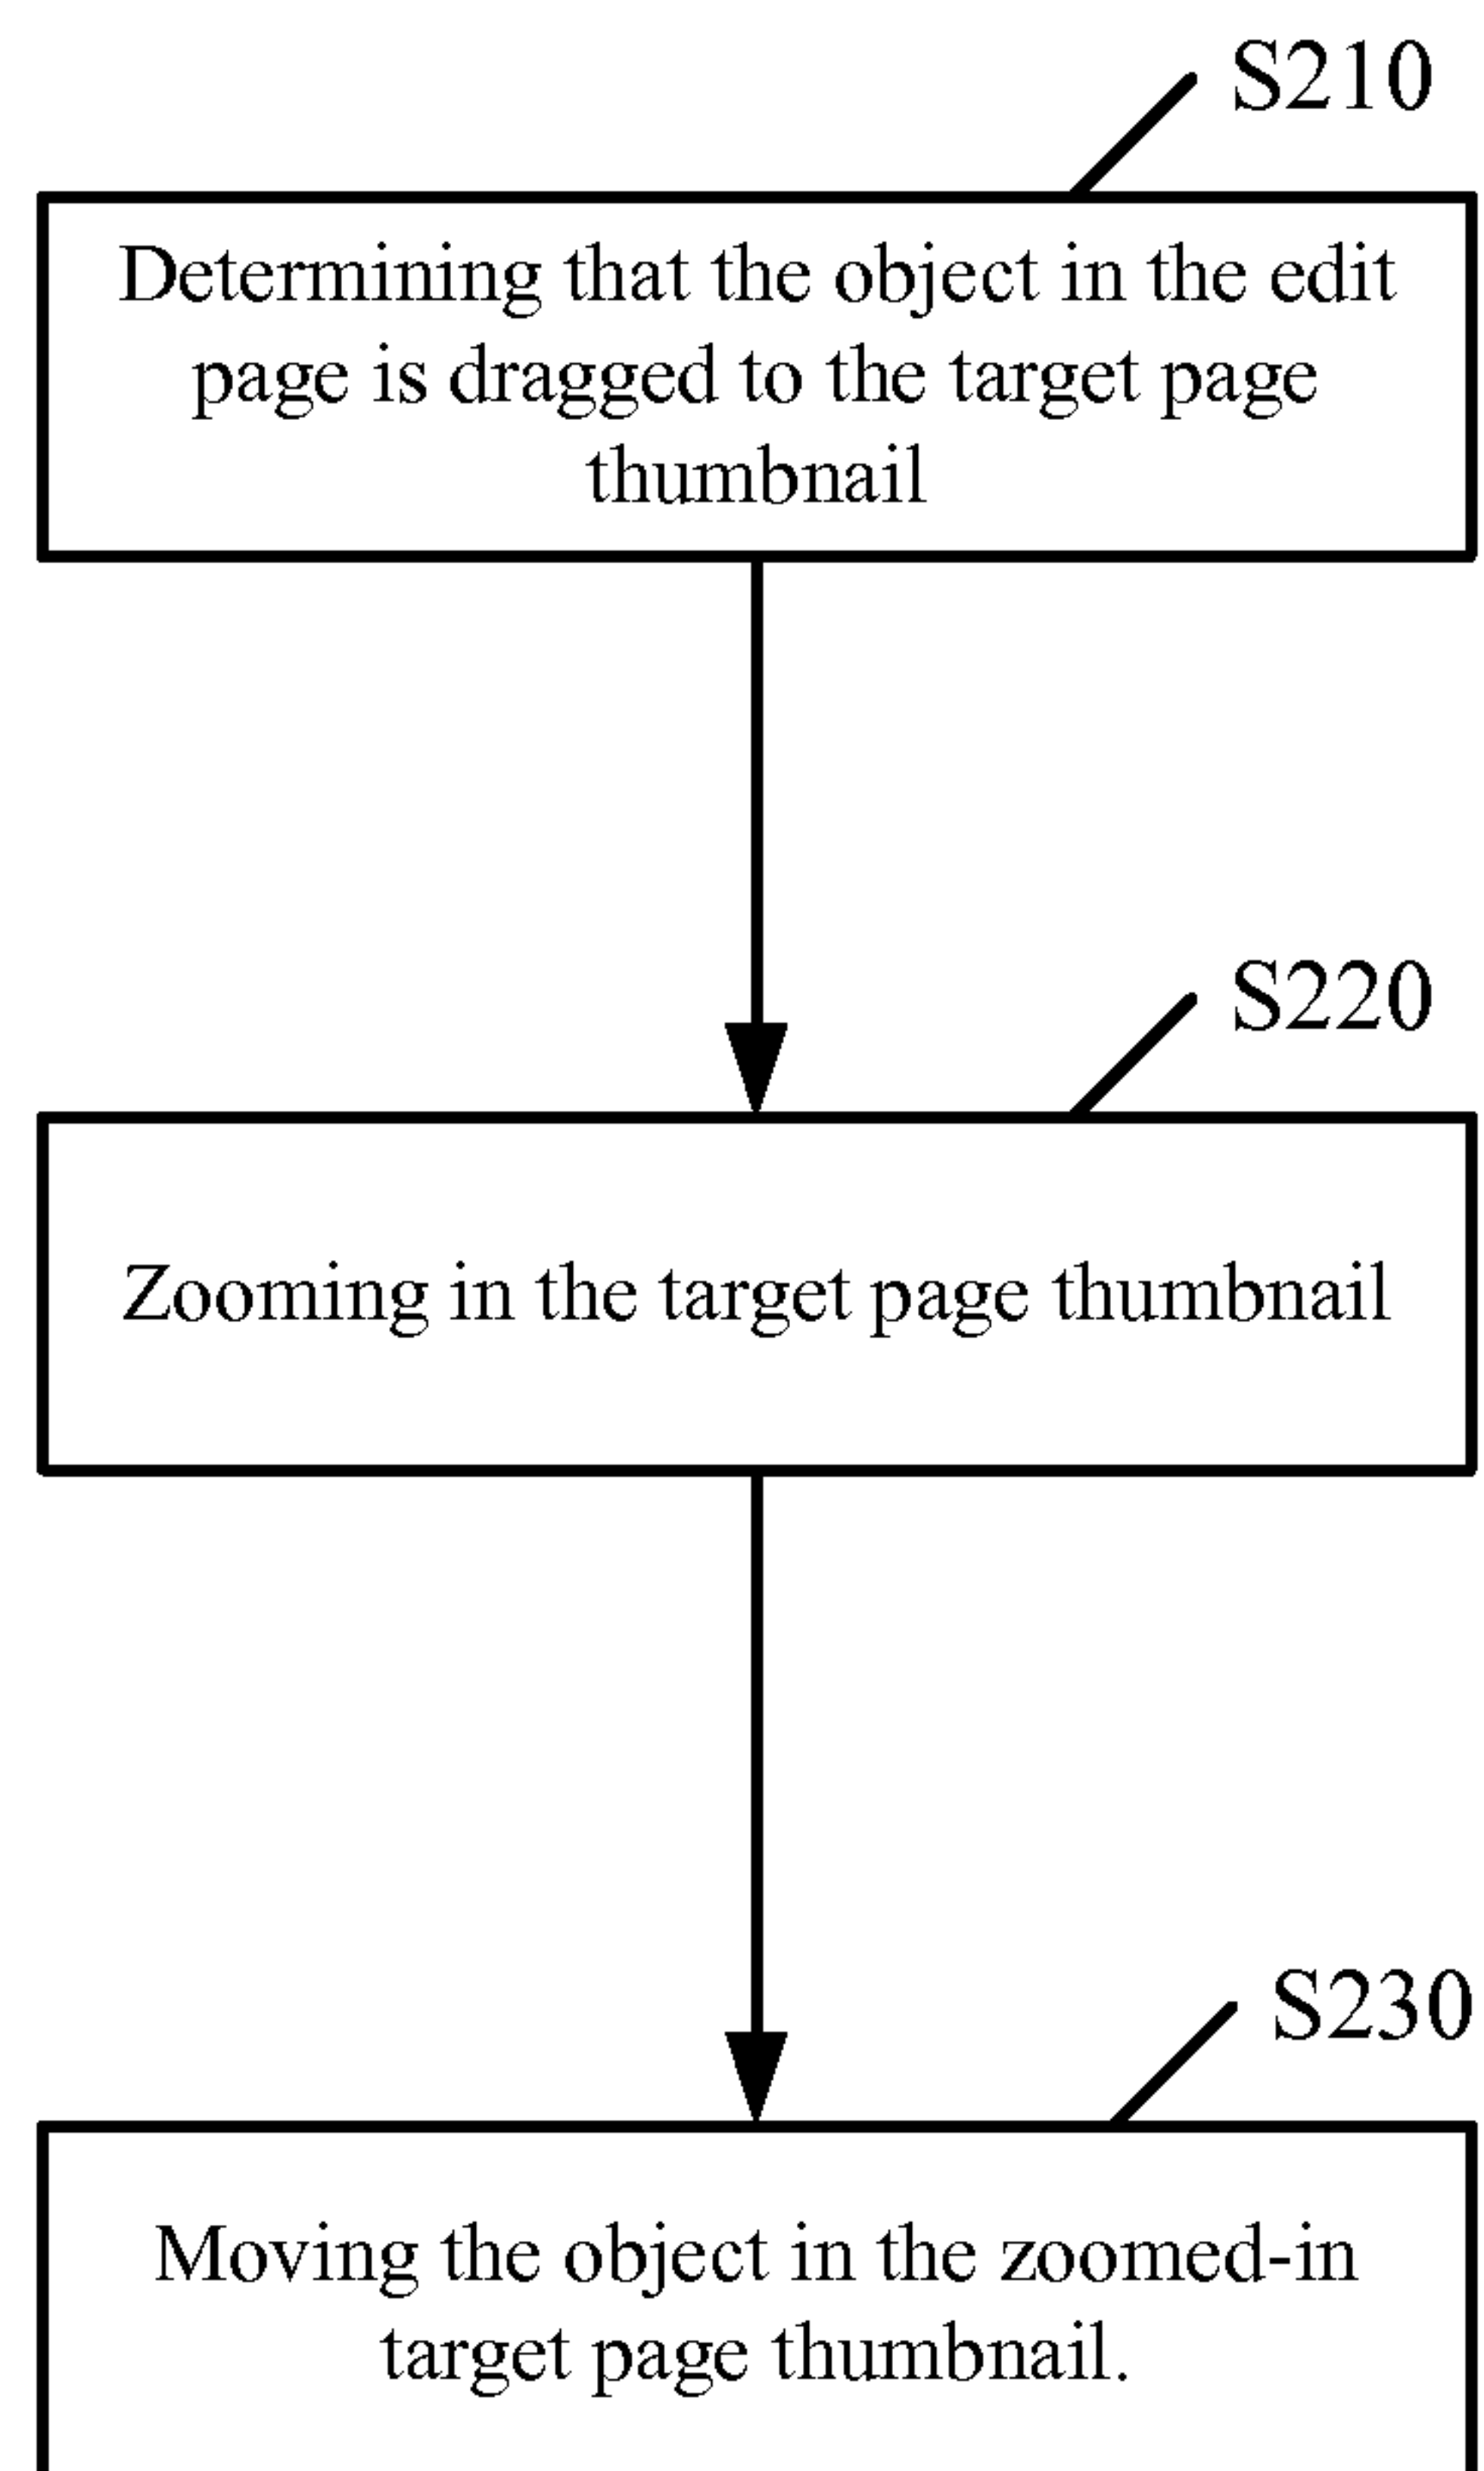 S210
Determining that the object in the edit
page is dragged to the target page
thumbnail
S220
Zooming in the target page thumbnail
S230
Moving the object in the zoomed-in
target page thumbnail.